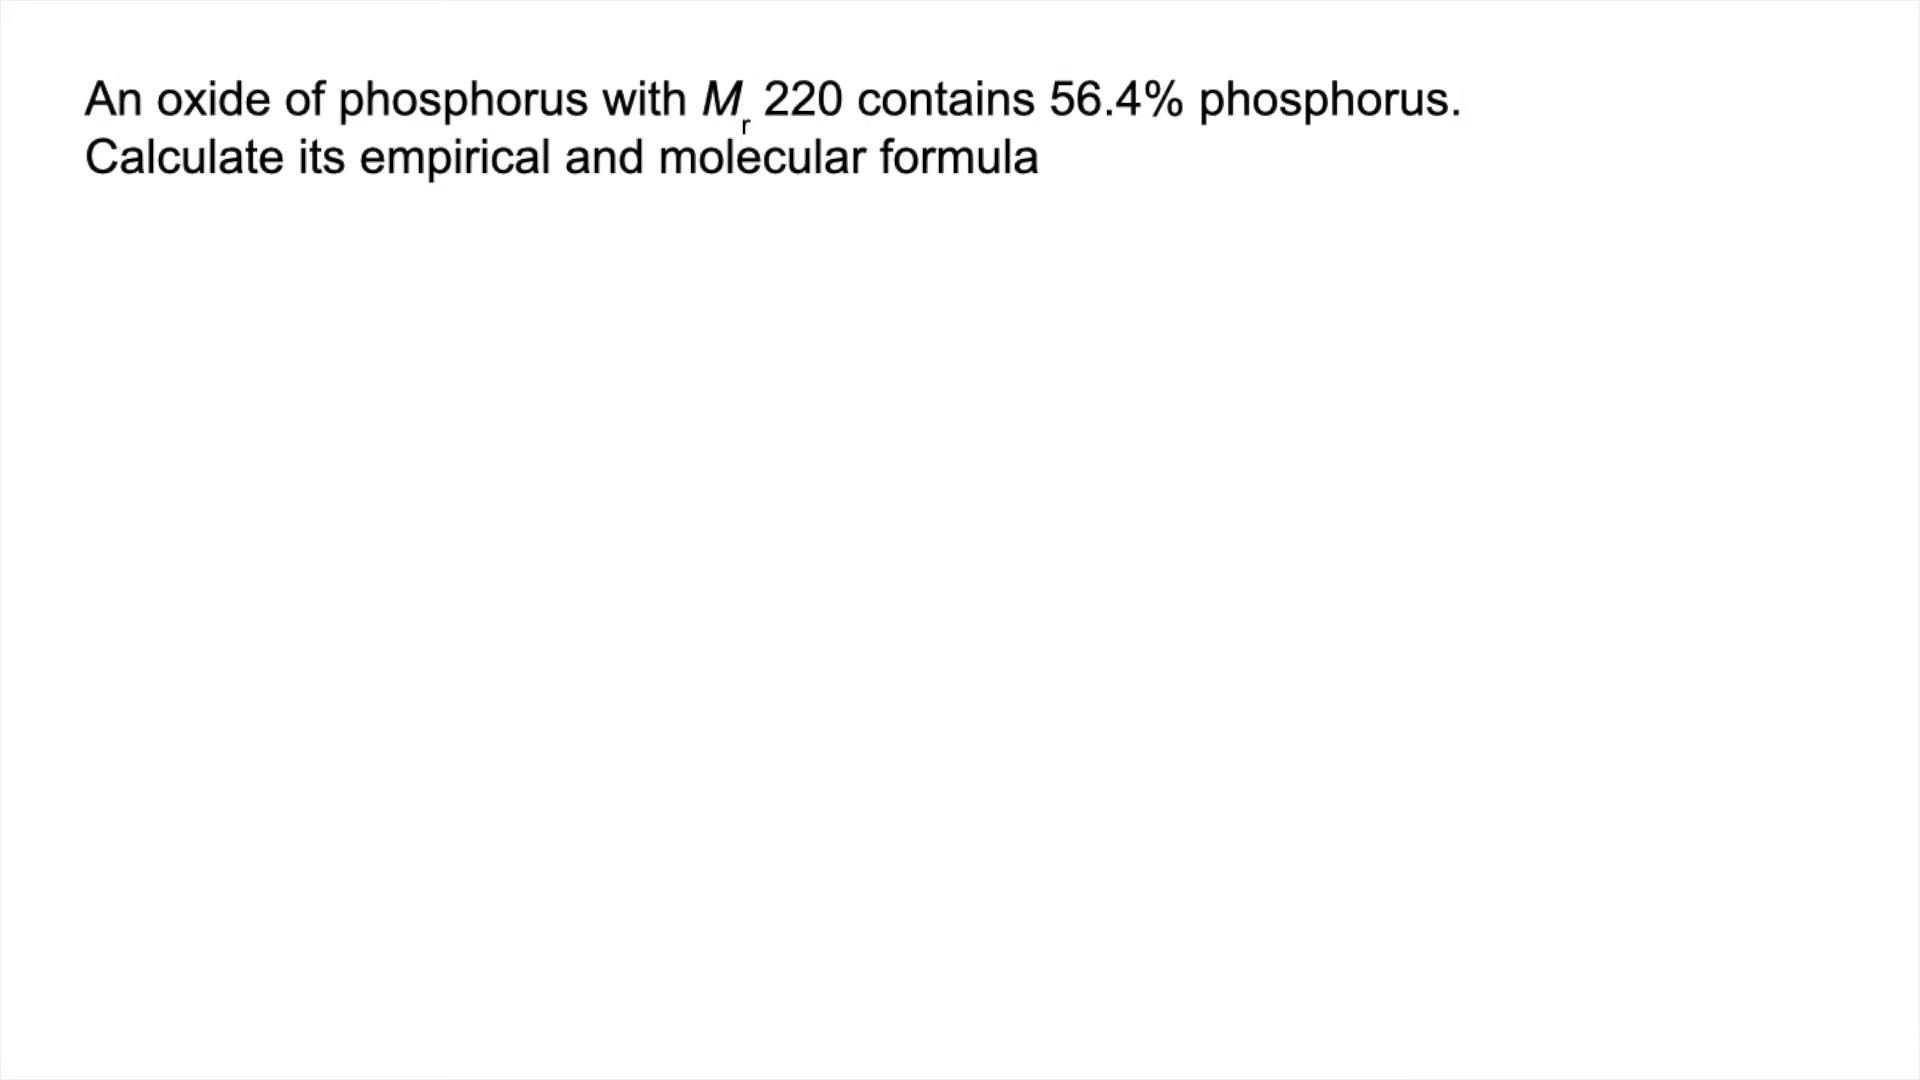 An oxide of phosphorus with Mr 220 contains 56.4% phosphorus.
Calculate its empirical and molecular formula